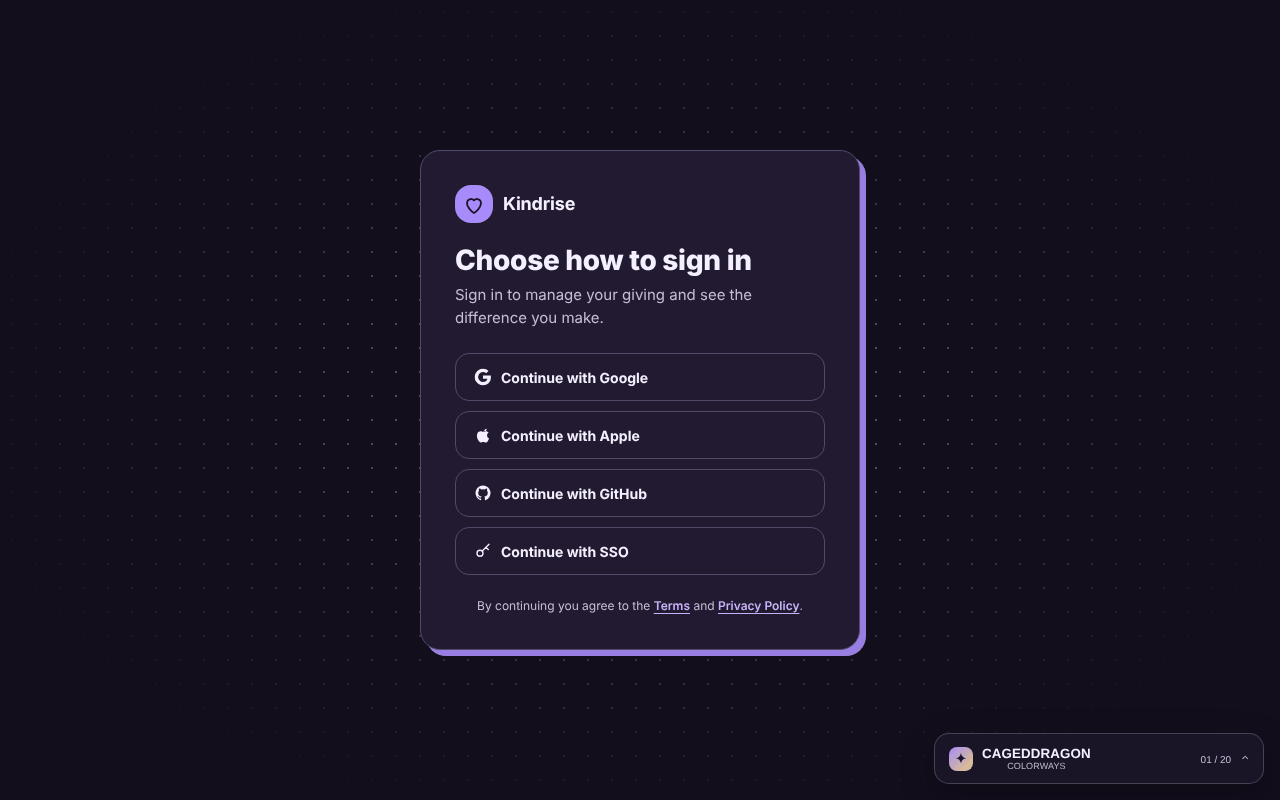 Kindrise
Choose how to sign in
Sign in to manage your giving and see the
difference you make.
Continue with Google
Continue with Apple
Continue with GitHub
Continue with SSO
By continuing you agree to the Terms and Privacy Policy.
CAGEDDRAGON
COLORWAYS
01 / 20